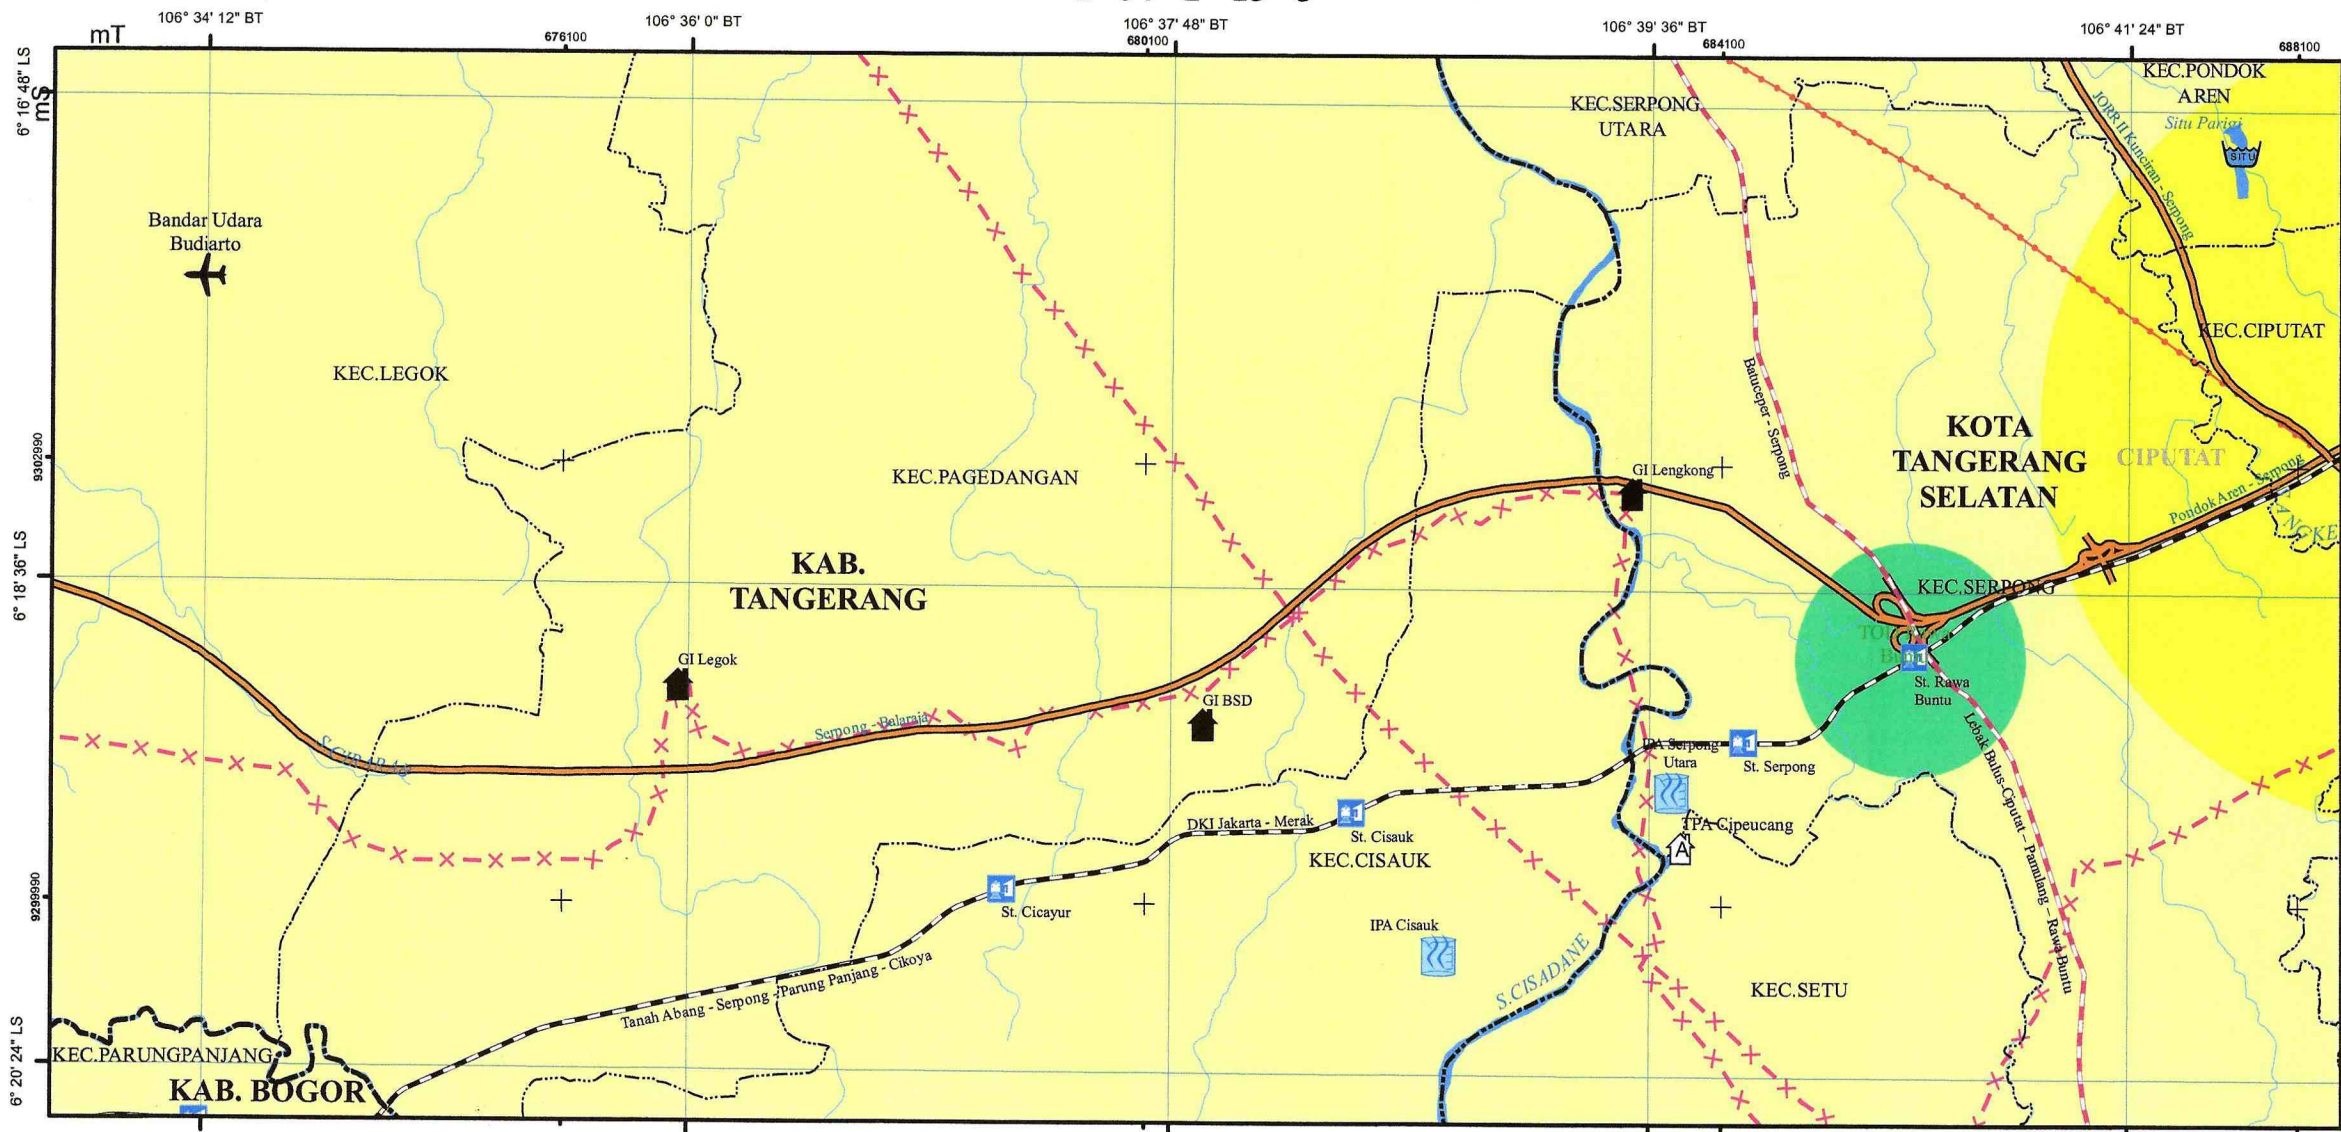 106° 34' 12" BT
106° 36' 0" BT
106° 37' 48" BT
106° 39' 36" BT
106° 41' 24" BT
mT
676100
680100
684100
688100
6° 16' 48" LS
mS
9302990
6° 18' 36" LS
9299990
6° 20' 24" LS
KEC.PONDOK
AREN
Situ Parigi
SITU
KEC.SERPONG
UTARA
JORR II Kunciran - Serpong
Bandar Udara
Budiarto
KEC.LEGOK
KEC.CIPUTAT
Batuceper - Serpong
KOTA
TANGERANG
SELATAN
CIPUTAT
KEC.PAGEDANGAN
GI Lengkong
Pondok Aren - Serpong
KAB.
TANGERANG
KEC.SERPONG
GI Legok
St. Rawa
Buntu
GI BSD
Serpong - Balaraja
Lebak Bulus-Ciputat – Pamulang – Rawa Buntu
IPA Serpong
Utara
St. Serpong
DKI Jakarta - Merak
St. Cisauk
TPA Cipeucang
A
KEC.CISAUK
St. Cicayur
IPA Cisauk
S.CISADANE
Tanah Abang - Serpong - Parung Panjang - Cikoya
KEC.SETU
KEC.PARUNGPANJANG
KAB. BOGOR